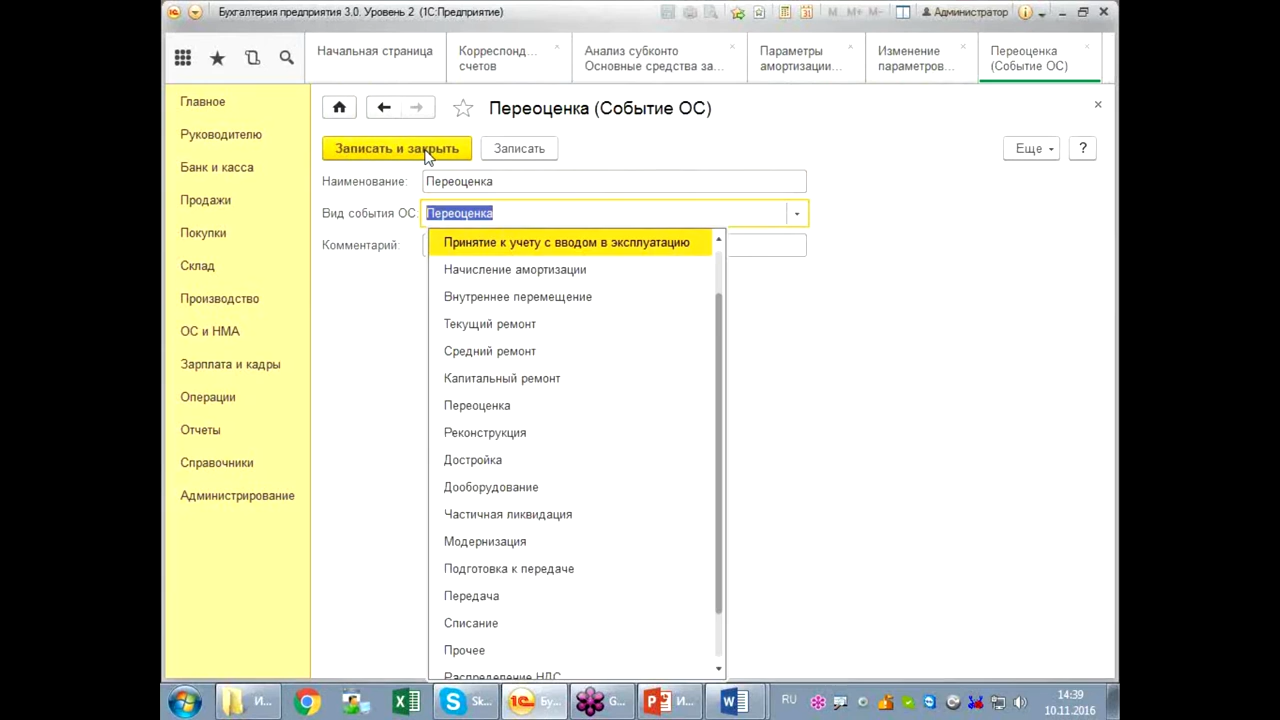 Бухгалтерия предприятия 3.0. Уровень 2 (1С:Предприятие)
M M+ M-
Администратор
Начальная страница
Корреспонд... счетов
Анализ субконто Основные средства за...
Параметры амортизации...
Изменение параметров...
Переоценка (Событие ОС)
Главное
Руководителю
Банк и касса
Продажи
Покупки
Склад
Производство
ОС и НМА
Зарплата и кадры
Операции
Отчеты
Справочники
Администрирование
Переоценка (Событие ОС)
Записать и закрыть
Записать
Еще
?
Наименование: Переоценка
Вид события ОС: Переоценка
Комментарий:
Принятие к учету с вводом в эксплуатацию
Начисление амортизации
Внутреннее перемещение
Текущий ремонт
Средний ремонт
Капитальный ремонт
Переоценка
Реконструкция
Достройка
Дооборудование
Частичная ликвидация
Модернизация
Подготовка к передаче
Передача
Списание
Прочее
Распределение НДС
И...
Sk...
Бу...
G...
И...
RU
14:39
10.11.2016